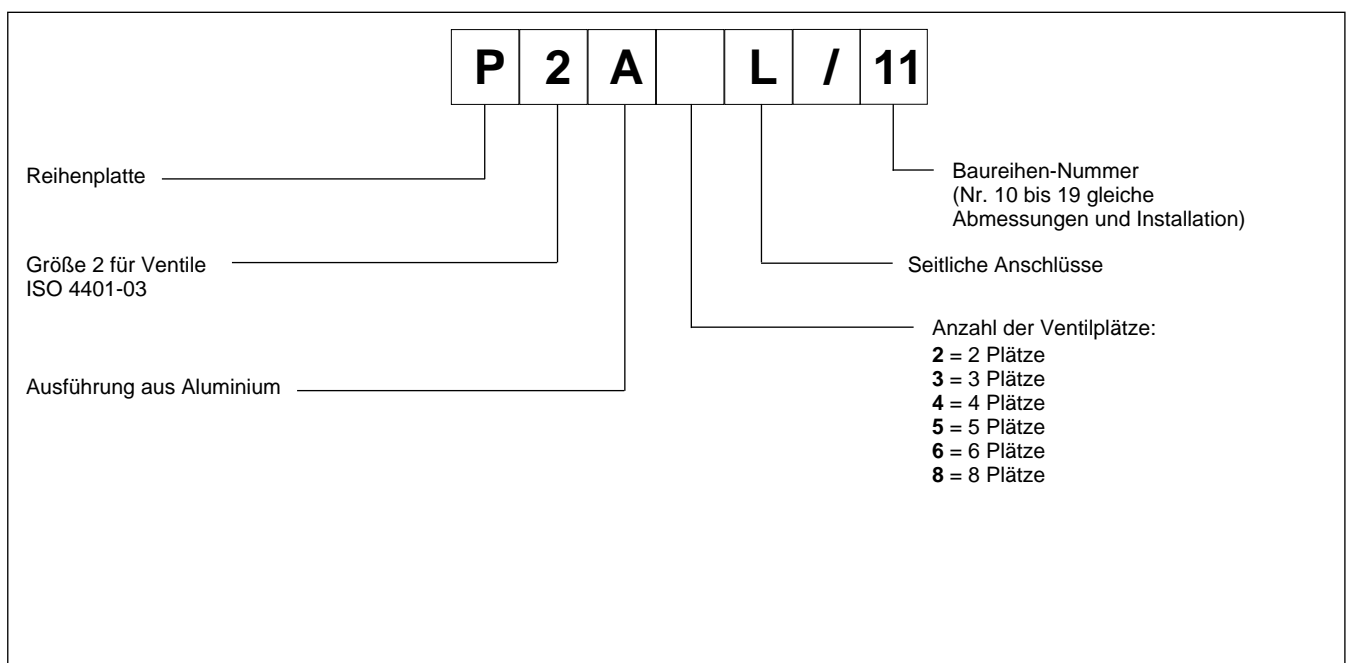 P 2 A L / 11
Reihenplatte
Größe 2 für Ventile
ISO 4401-03
Ausführung aus Aluminium
Baureihen-Nummer
(Nr. 10 bis 19 gleiche
Abmessungen und Installation)
Seitliche Anschlüsse
Anzahl der Ventilplätze:
2 = 2 Plätze
3 = 3 Plätze
4 = 4 Plätze
5 = 5 Plätze
6 = 6 Plätze
8 = 8 Plätze